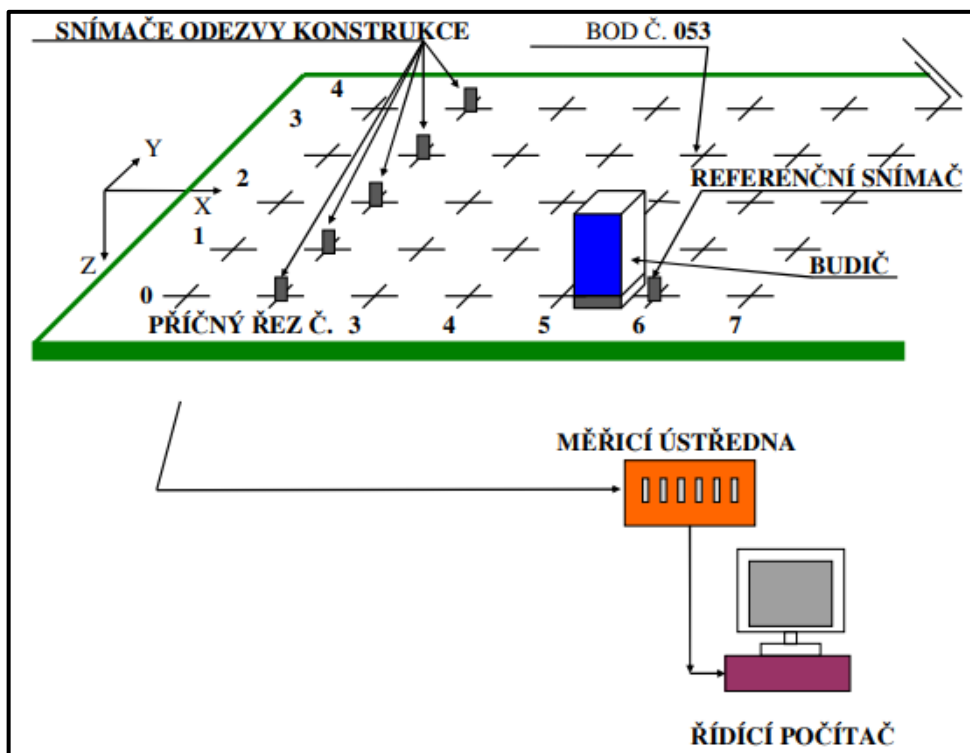 SNÍMAČE ODEZVY KONSTRUKCE
BOD Č. 053
4
3
Y
2
REFERENČNÍ SNÍMAČ
X
1
Z
BUDIČ
0
PŘÍČNÝ ŘEZ Č. 3 4 5 6 7
MĚŘICÍ ÚSTŘEDNA
ŘÍDÍCÍ POČÍTAČ